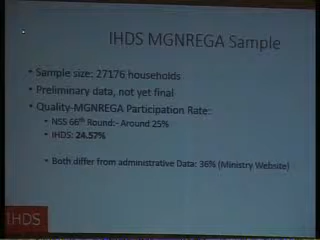 IHDS MGNREGA Sample
• Sample size: 27176 households
• Preliminary data, not yet final
• Quality-MGNREGA Participation Rate:
• NSS 66th Round:- Around 25%
• IHDS: 24.57%
• Both differ from administrative Data: 36% (Ministry Website)
IHDS